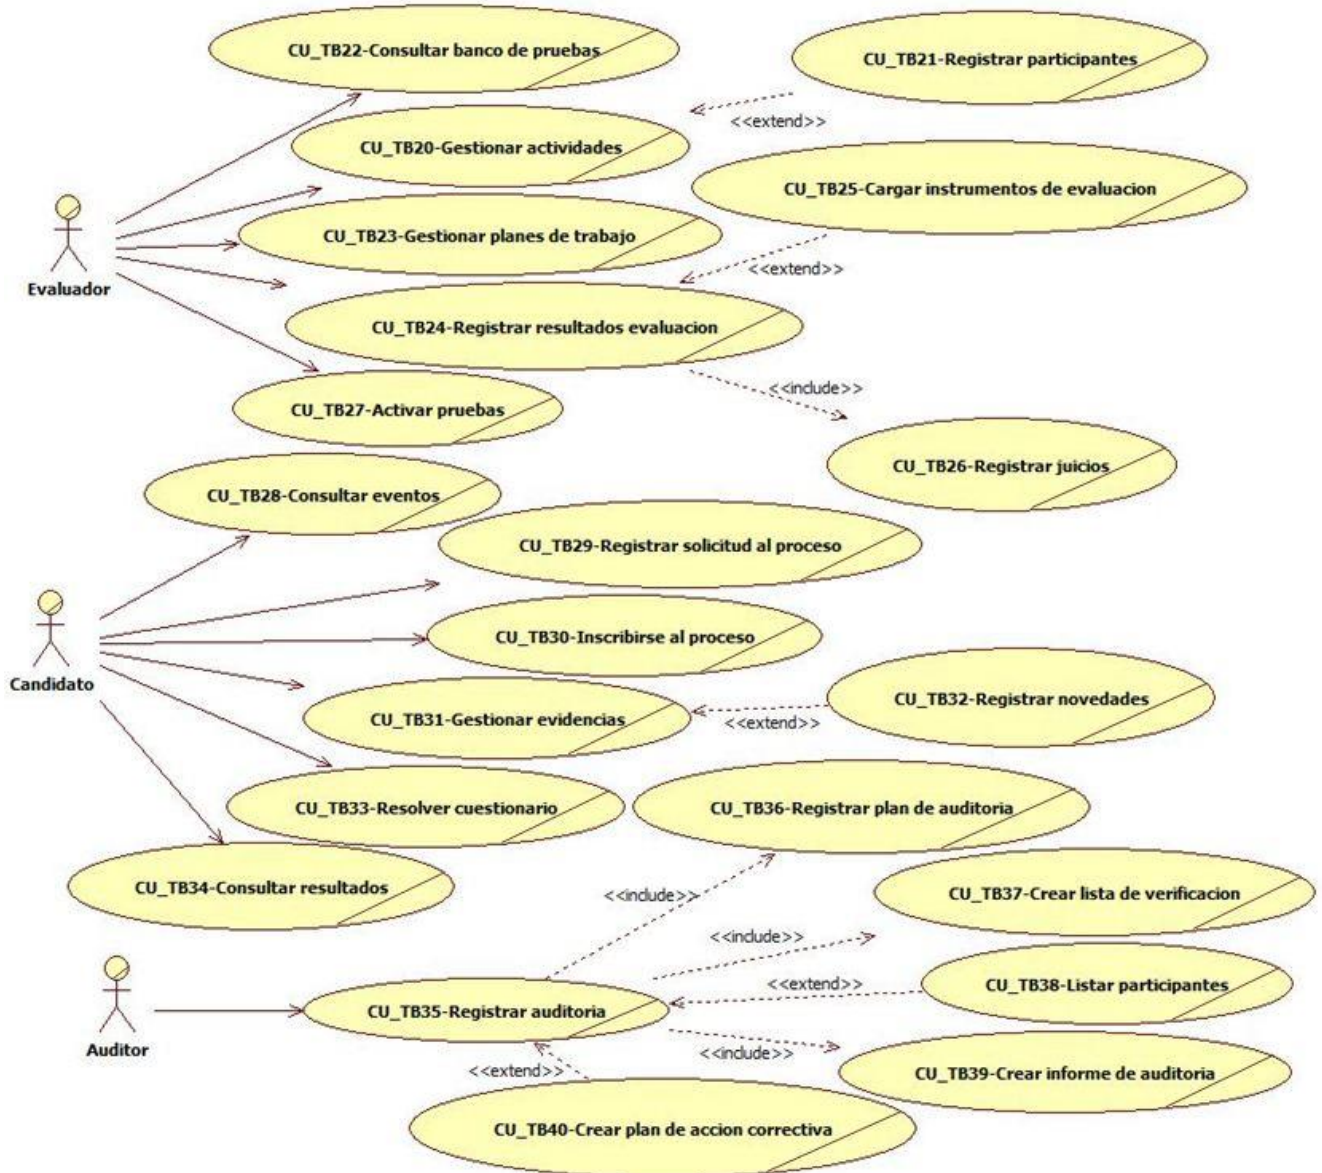 CU_TB22-Consultar banco de pruebas
CU_TB21-Registrar participantes
<<extend>>
CU_TB20-Gestionar actividades
CU_TB25-Cargar instrumentos de evaluacion
CU_TB23-Gestionar planes de trabajo
<<extend>>
Evaluador
CU_TB24-Registrar resultados evaluacion
<<include>>
CU_TB27-Activar pruebas
CU_TB26-Registrar juicios
CU_TB28-Consultar eventos
CU_TB29-Registrar solicitud al proceso
CU_TB30-Inscribirse al proceso
Candidato
CU_TB32-Registrar novedades
CU_TB31-Gestionar evidencias
<<extend>>
CU_TB33-Resolver cuestionario
CU_TB36-Registrar plan de auditoria
CU_TB34-Consultar resultados
<<include>>
CU_TB37-Crear lista de verificacion
<<include>>
<<extend>>
CU_TB38-Listar participantes
CU_TB35-Registrar auditoria
Auditor
<<include>>
<<extend>>
CU_TB39-Crear informe de auditoria
CU_TB40-Crear plan de accion correctiva